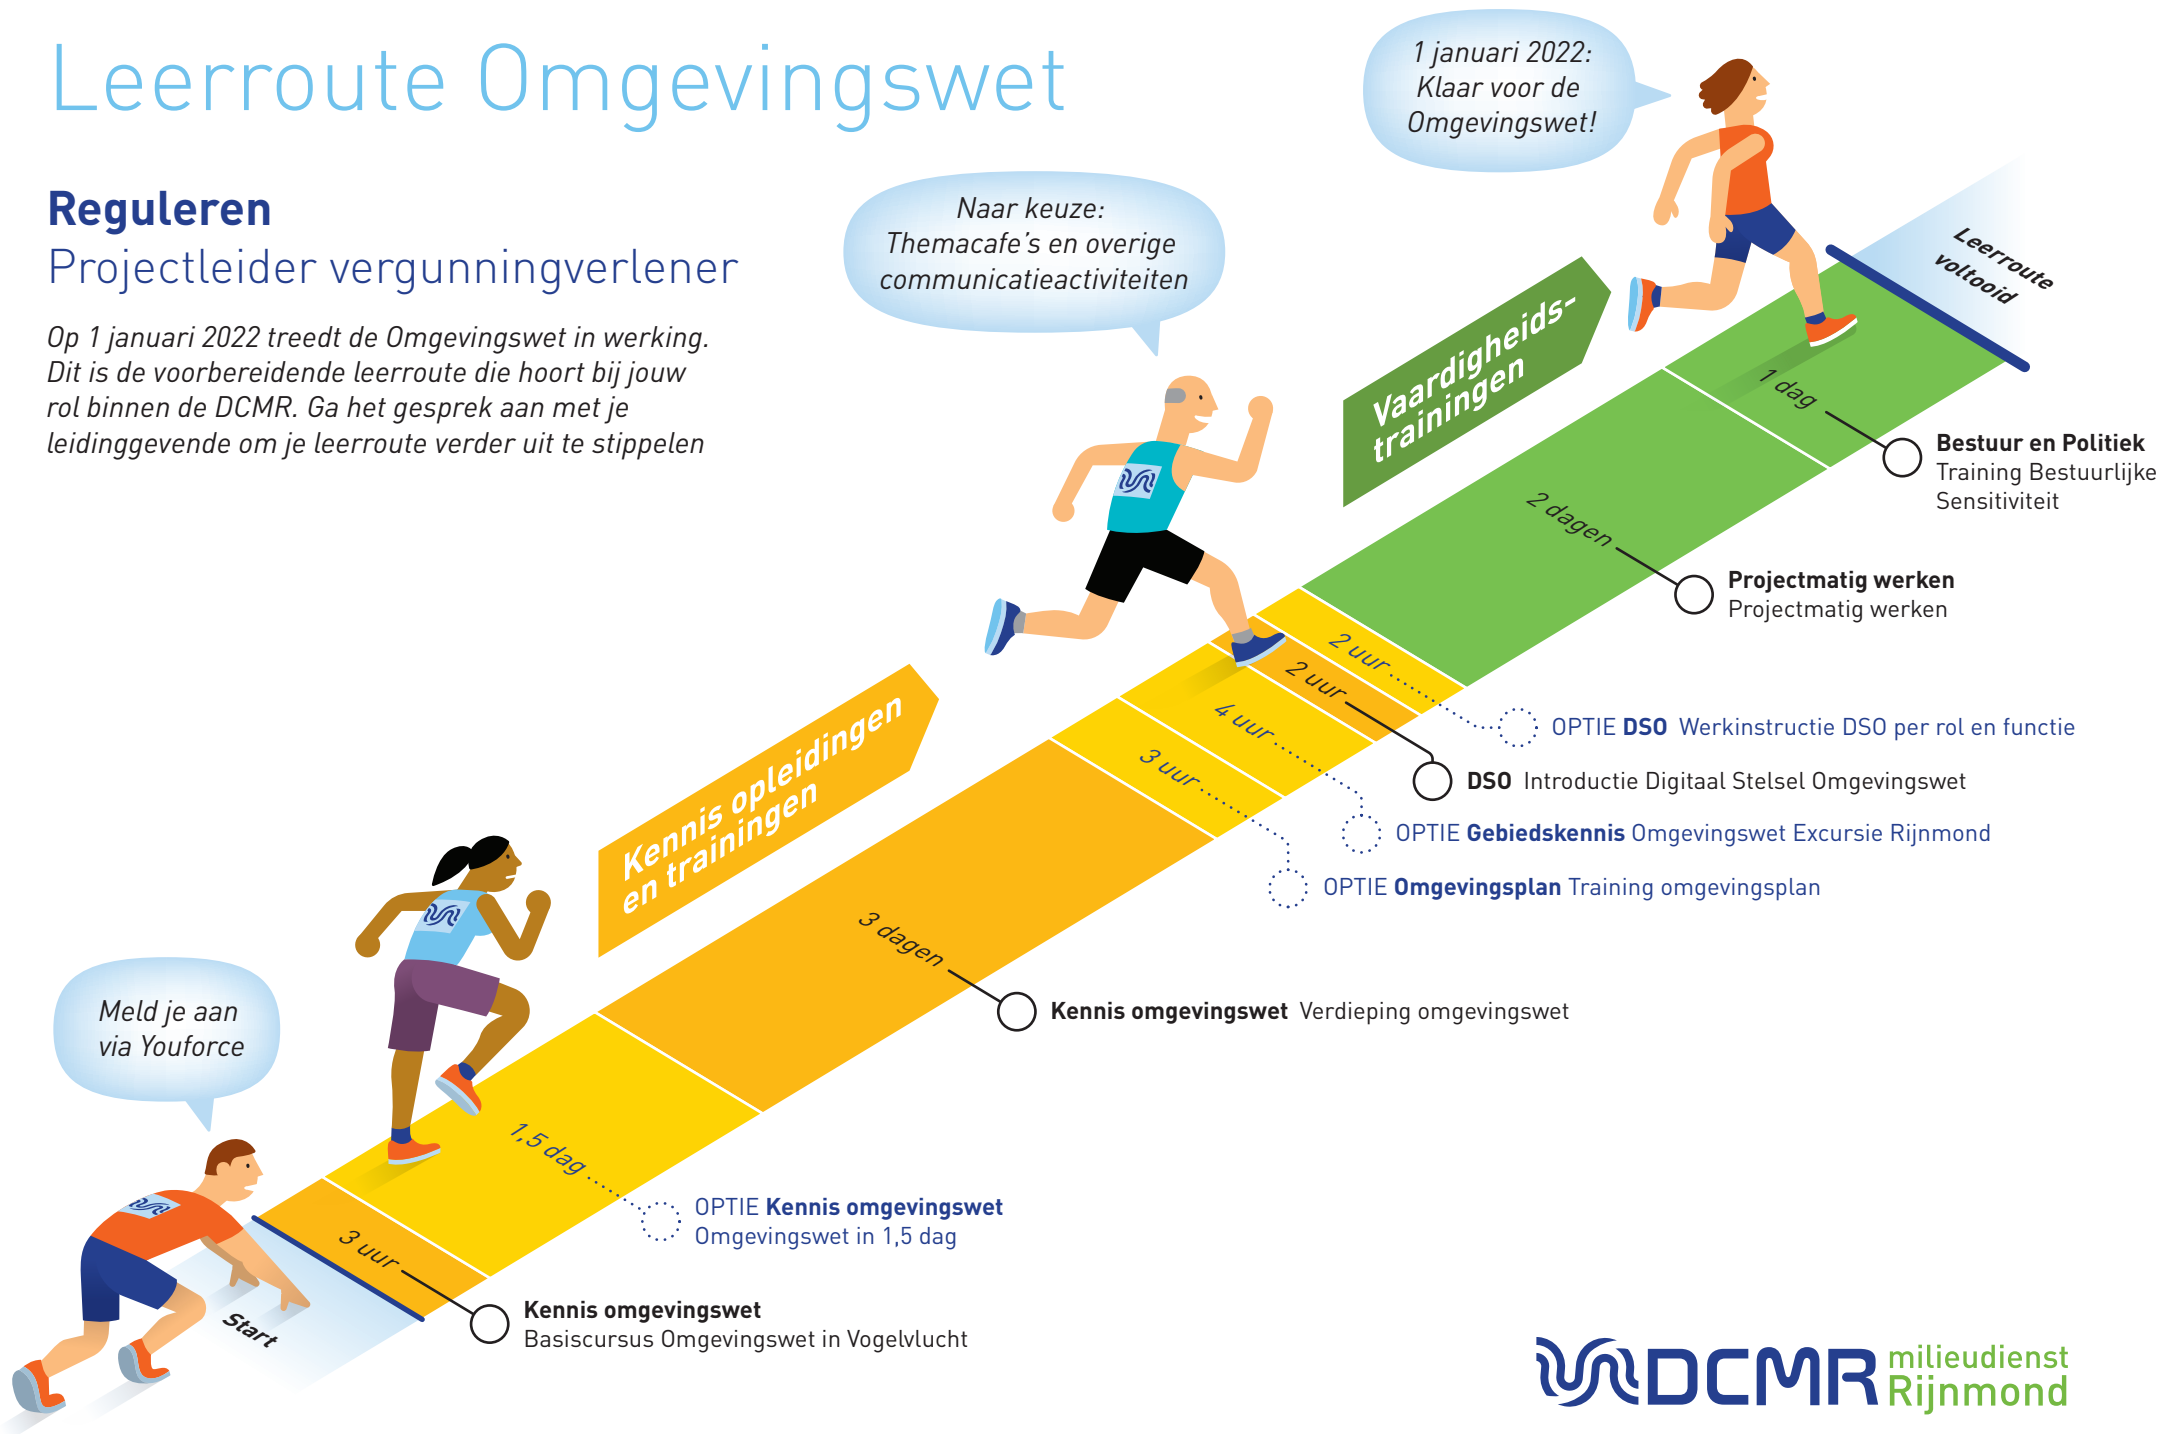 Leerroute Omgevingswet
Reguleren
Projectleider vergunningverlener
Op 1 januari 2022 treedt de Omgevingswet in werking.
Dit is de voorbereidende leerroute die hoort bij jouw
rol binnen de DCMR. Ga het gesprek aan met je
leidinggevende om je leerroute verder uit te stippelen
Meld je aan
via Youforce
Start
3 uur
Kennis omgevingswet
Basiscursus Omgevingswet in Vogelvlucht
1,5 dag
OPTIE Kennis omgevingswet
Omgevingswet in 1,5 dag
Kennis opleidingen
en trainingen
3 dagen
Kennis omgevingswet Verdieping omgevingswet
3 uur
OPTIE Omgevingsplan Training omgevingsplan
4 uur
OPTIE Gebiedskennis Omgevingswet Excursie Rijnmond
2 uur
DSO Introductie Digitaal Stelsel Omgevingswet
2 uur
OPTIE DSO Werkinstructie DSO per rol en functie
Naar keuze:
Themacafe's en overige
communicatieactiviteiten
Vaardigheids-
trainingen
2 dagen
Projectmatig werken
Projectmatig werken
1 dag
Bestuur en Politiek
Training Bestuurlijke
Sensitiviteit
1 januari 2022:
Klaar voor de
Omgevingswet!
Leerroute
voltooid
DCMR
milieudienst
Rijnmond